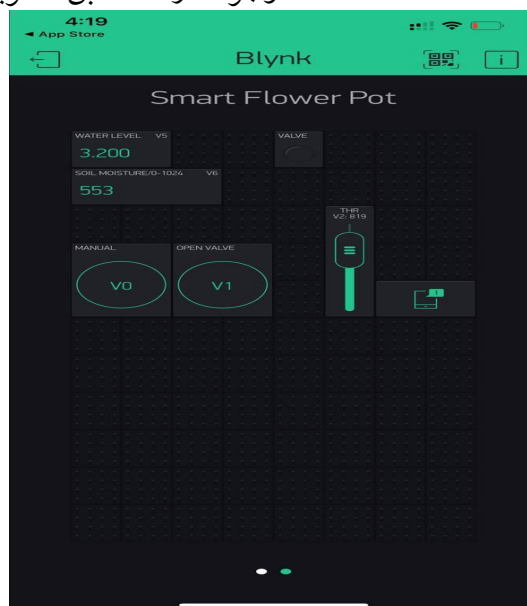 4:19
◄ App Store
Blynk
i
Smart Flower Pot
WATER LEVEL V5
3.200
VALVE
SOIL MOISTURE/0-1024 V6
553
THR
V2: 819
MANUAL
V0
OPEN VALVE
V1